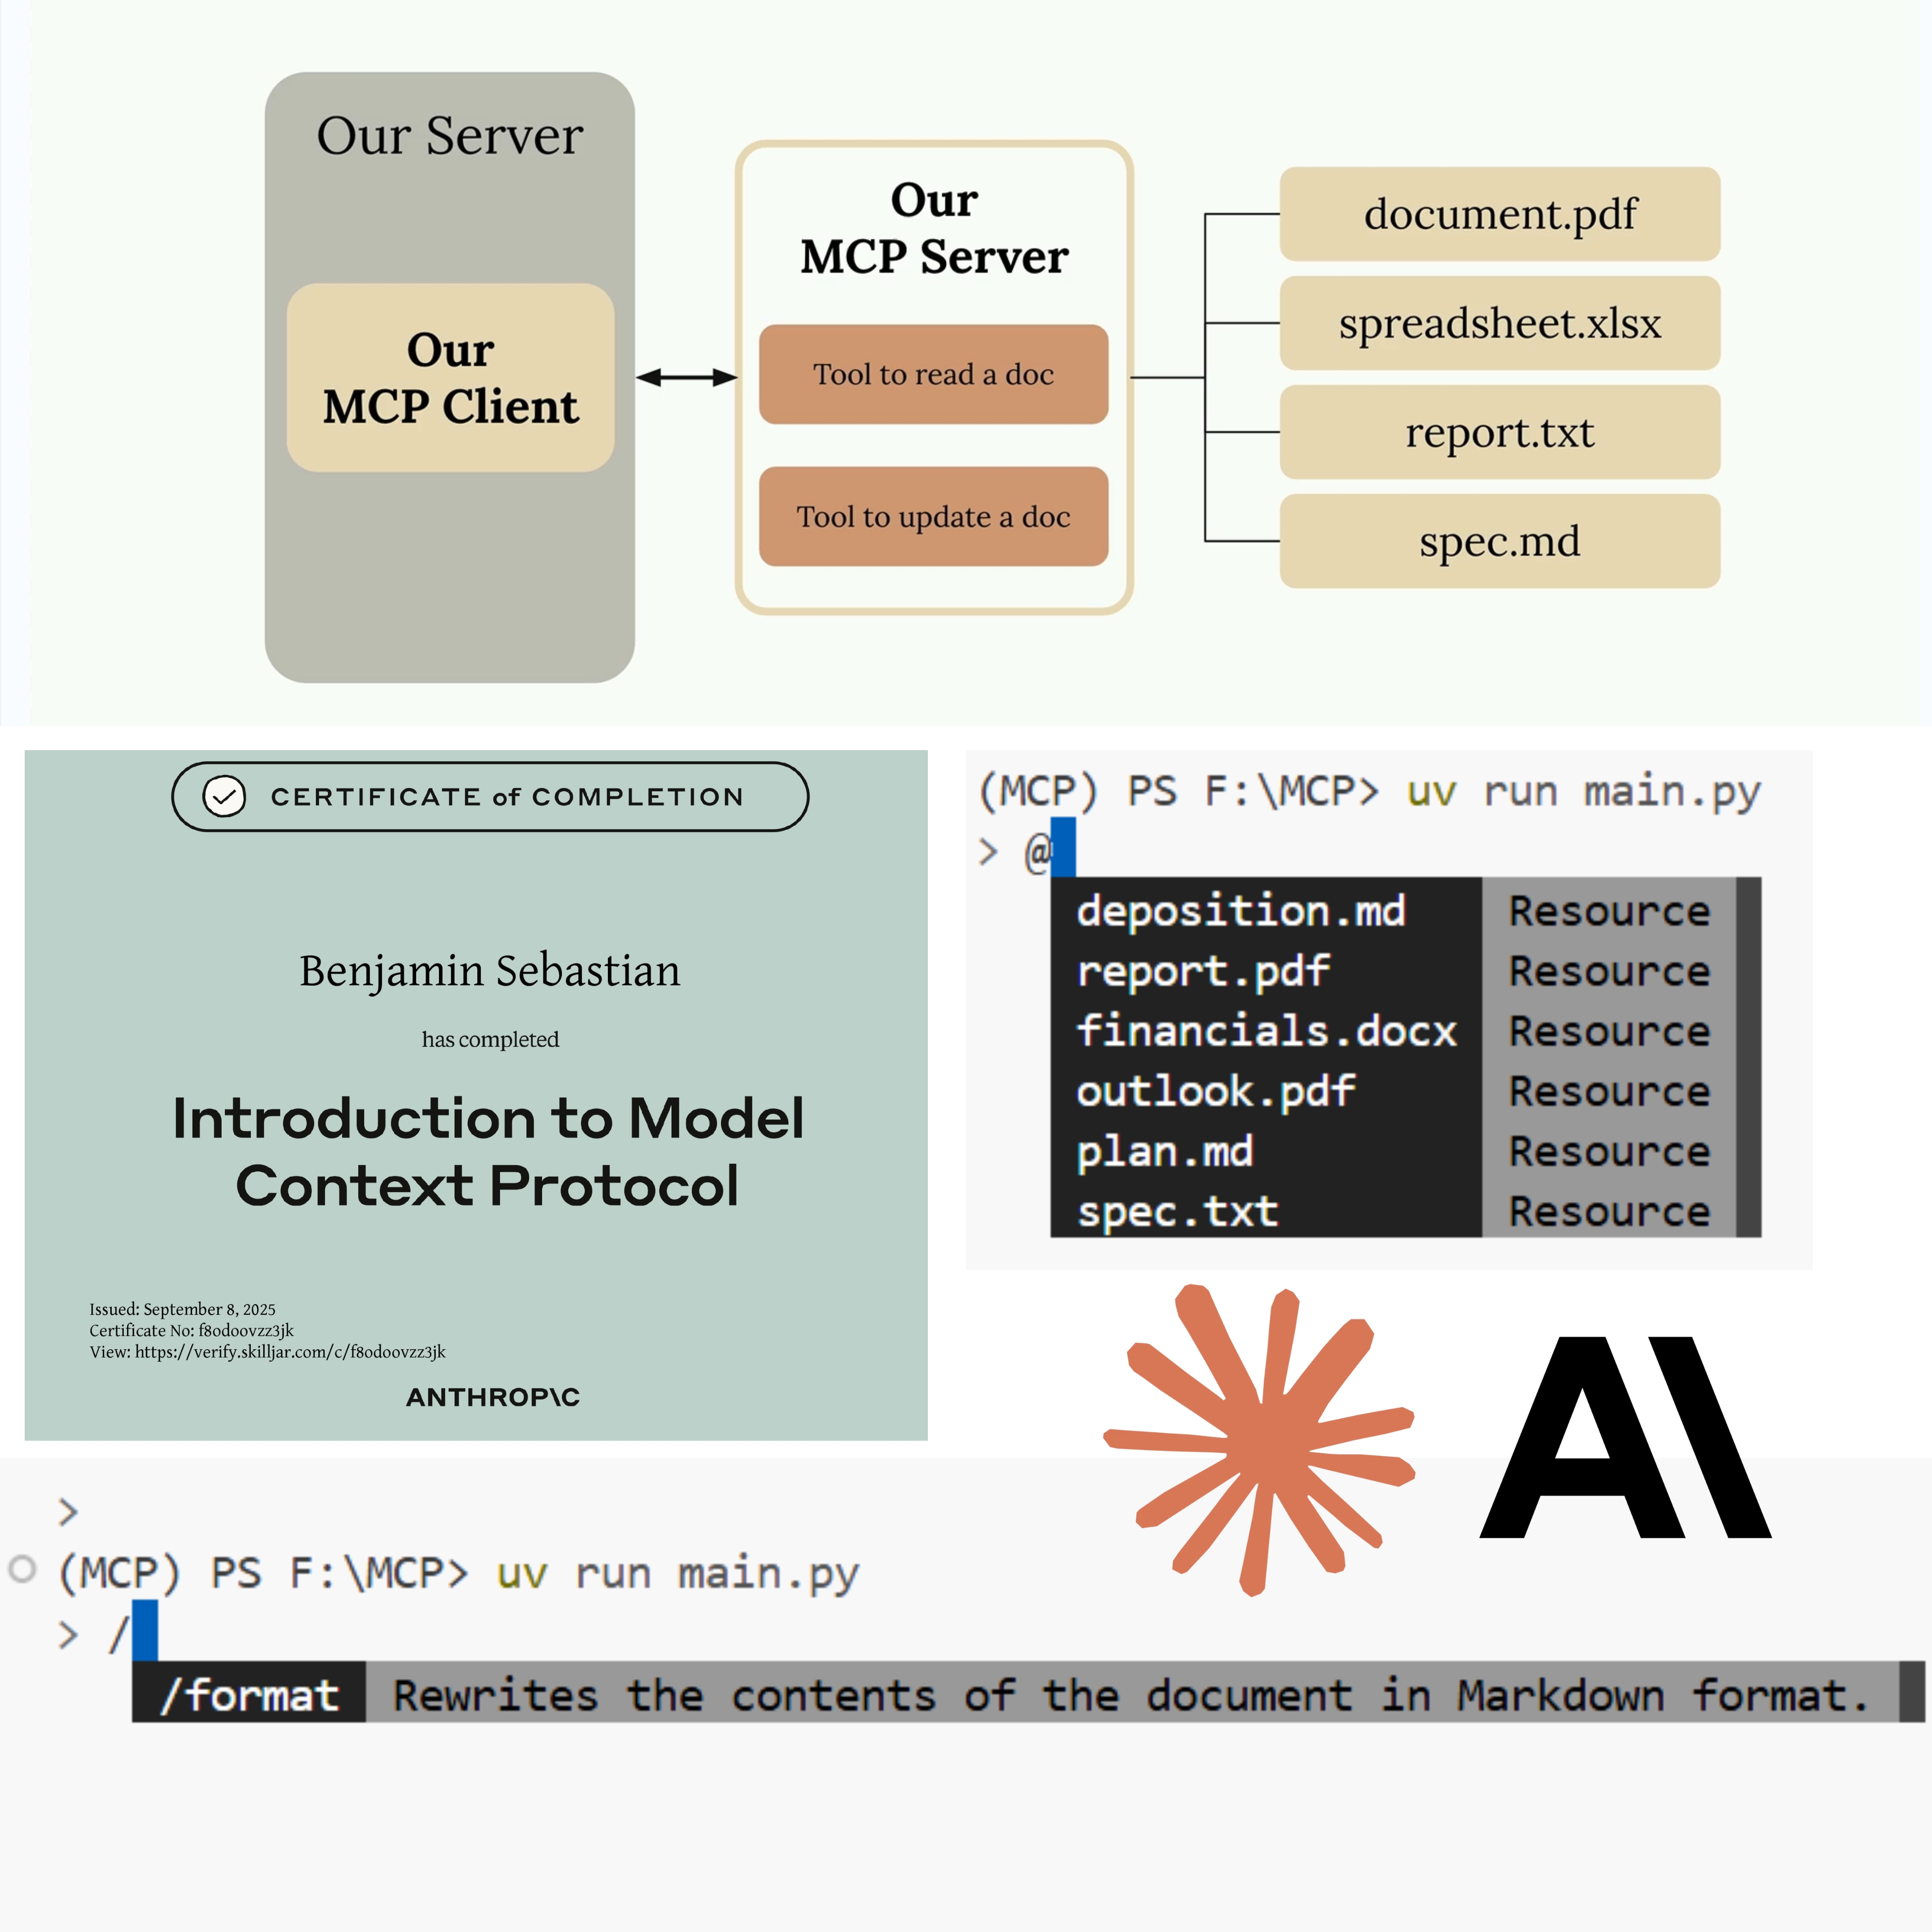 Our Server
Our
MCP Client
Our
MCP Server
Tool to read a doc
Tool to update a doc
document.pdf
spreadsheet.xlsx
report.txt
spec.md
CERTIFICATE of COMPLETION
Benjamin Sebastian
has completed
Introduction to Model
Context Protocol
Issued: September 8, 2025
Certificate No: f8odoovzz3jk
View: https://verify.skilljar.com/c/f8odoovzz3jk
ANTHROP\C
(MCP) PS F:\MCP> uv run main.py
> @
deposition.md Resource
report.pdf Resource
financials.docx Resource
outlook.pdf Resource
plan.md Resource
spec.txt Resource
A\
>
(MCP) PS F:\MCP> uv run main.py
> /
/format Rewrites the contents of the document in Markdown format.